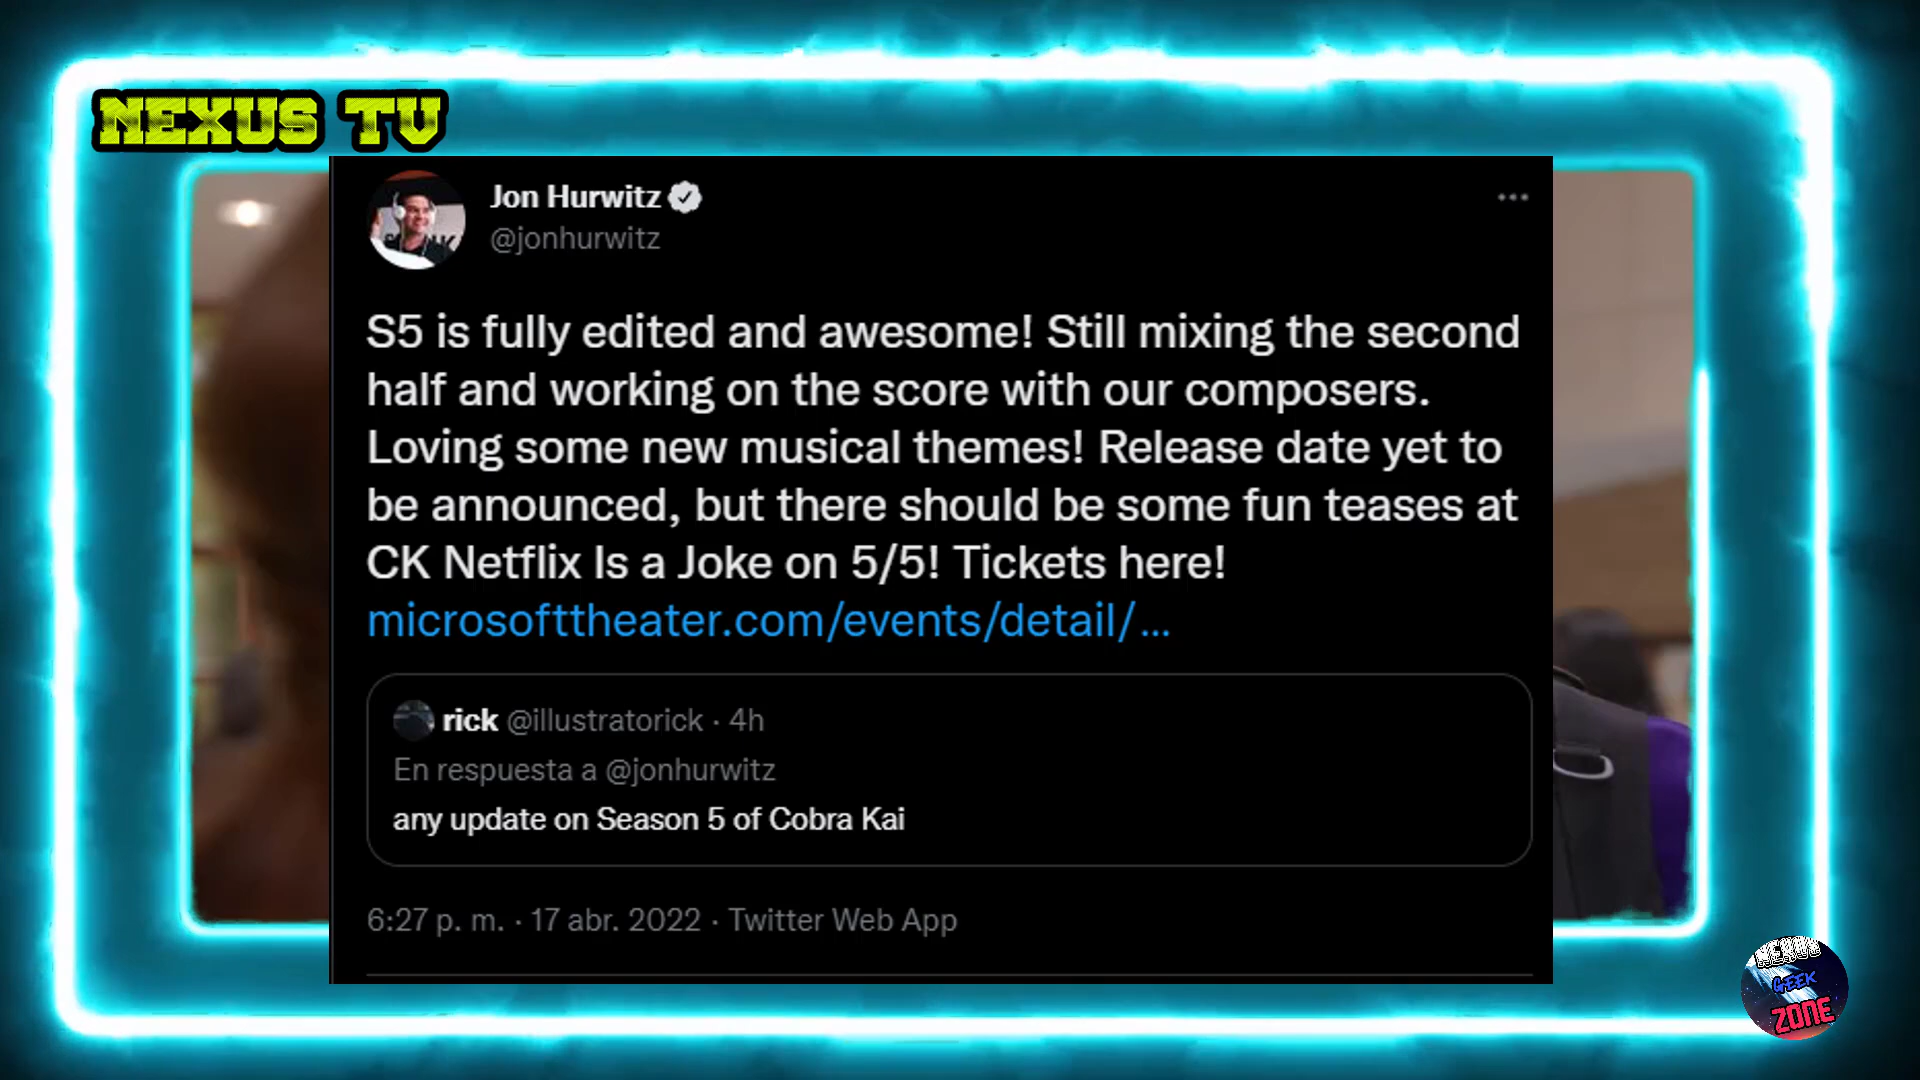 NEXUS TV
Jon Hurwitz
@jonhurwitz
S5 is fully edited and awesome! Still mixing the second
half and working on the score with our composers.
Loving some new musical themes! Release date yet to
be announced, but there should be some fun teases at
CK Netflix Is a Joke on 5/5! Tickets here!
microsofttheater.com/events/detail/…
rick @illustratorick · 4h
En respuesta a @jonhurwitz
any update on Season 5 of Cobra Kai
6:27 p. m. · 17 abr. 2022 · Twitter Web App
GEEK
ZONE